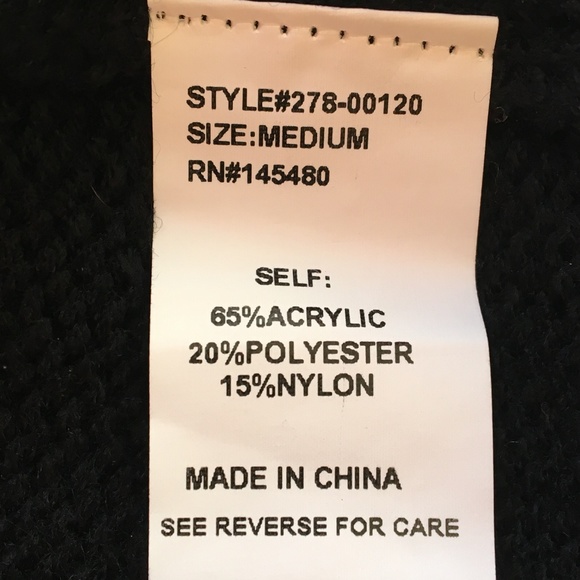 STYLE#278-00120
SIZE:MEDIUM
RN#145480
SELF:
65%ACRYLIC
20%POLYESTER
15%NYLON
MADE IN CHINA
SEE REVERSE FOR CARE